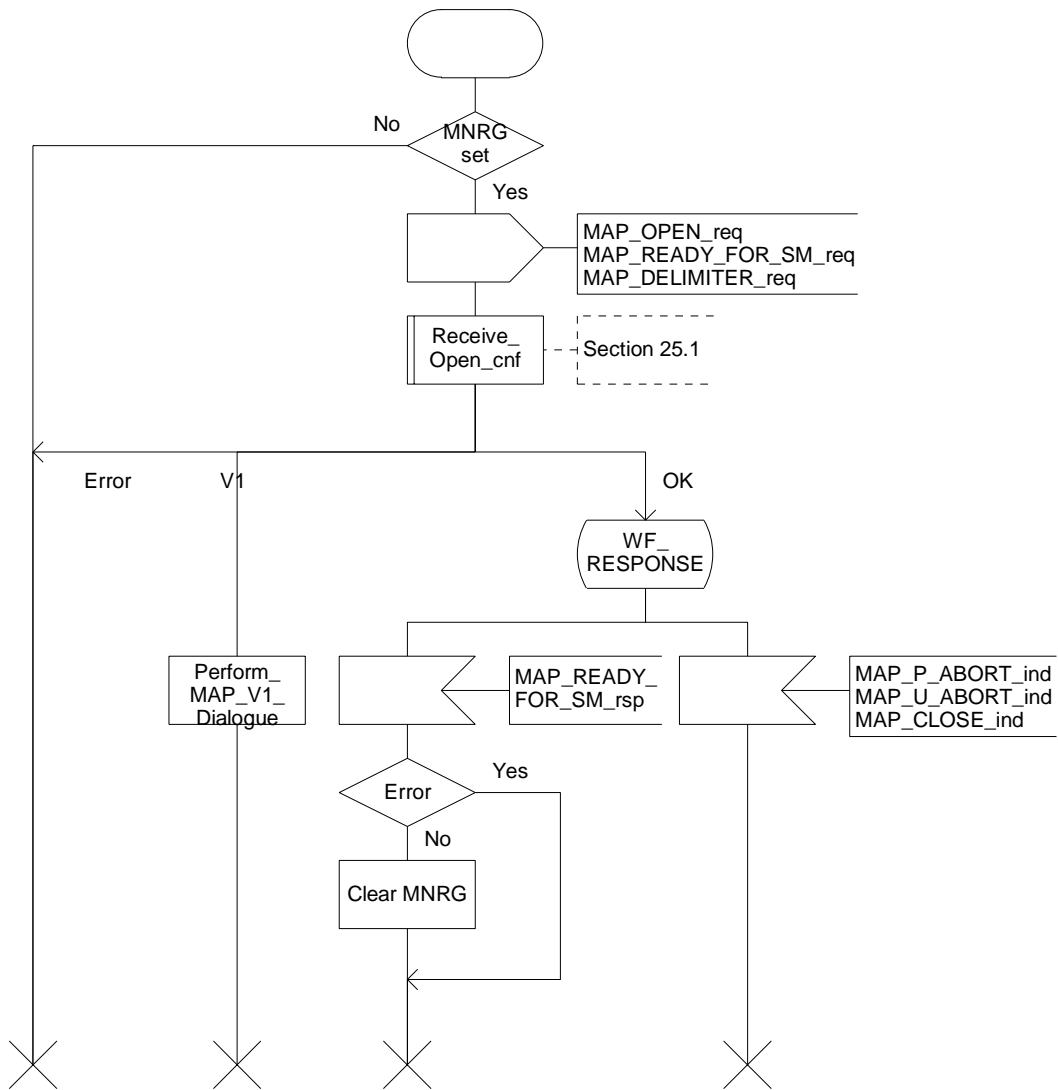 No
MNRG
set
Yes
MAP_OPEN_req
MAP_READY_FOR_SM_req
MAP_DELIMITER_req
Receive_
Open_cnf
Section 25.1
Error
V1
OK
WF_
RESPONSE
Perform_
MAP_V1_
Dialogue
MAP_READY_
FOR_SM_rsp
MAP_P_ABORT_ind
MAP_U_ABORT_ind
MAP_CLOSE_ind
Error
Yes
No
Clear MNRG